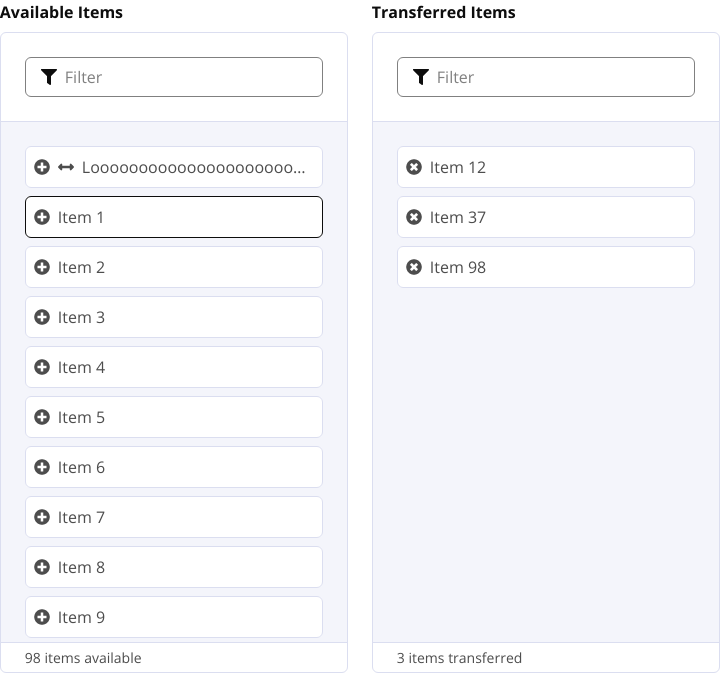 Available Items
Filter
Looooooooooooooooooooo...
Item 1
Item 2
Item 3
Item 4
Item 5
Item 6
Item 7
Item 8
Item 9
98 items available
Transferred Items
Filter
Item 12
Item 37
Item 98
3 items transferred